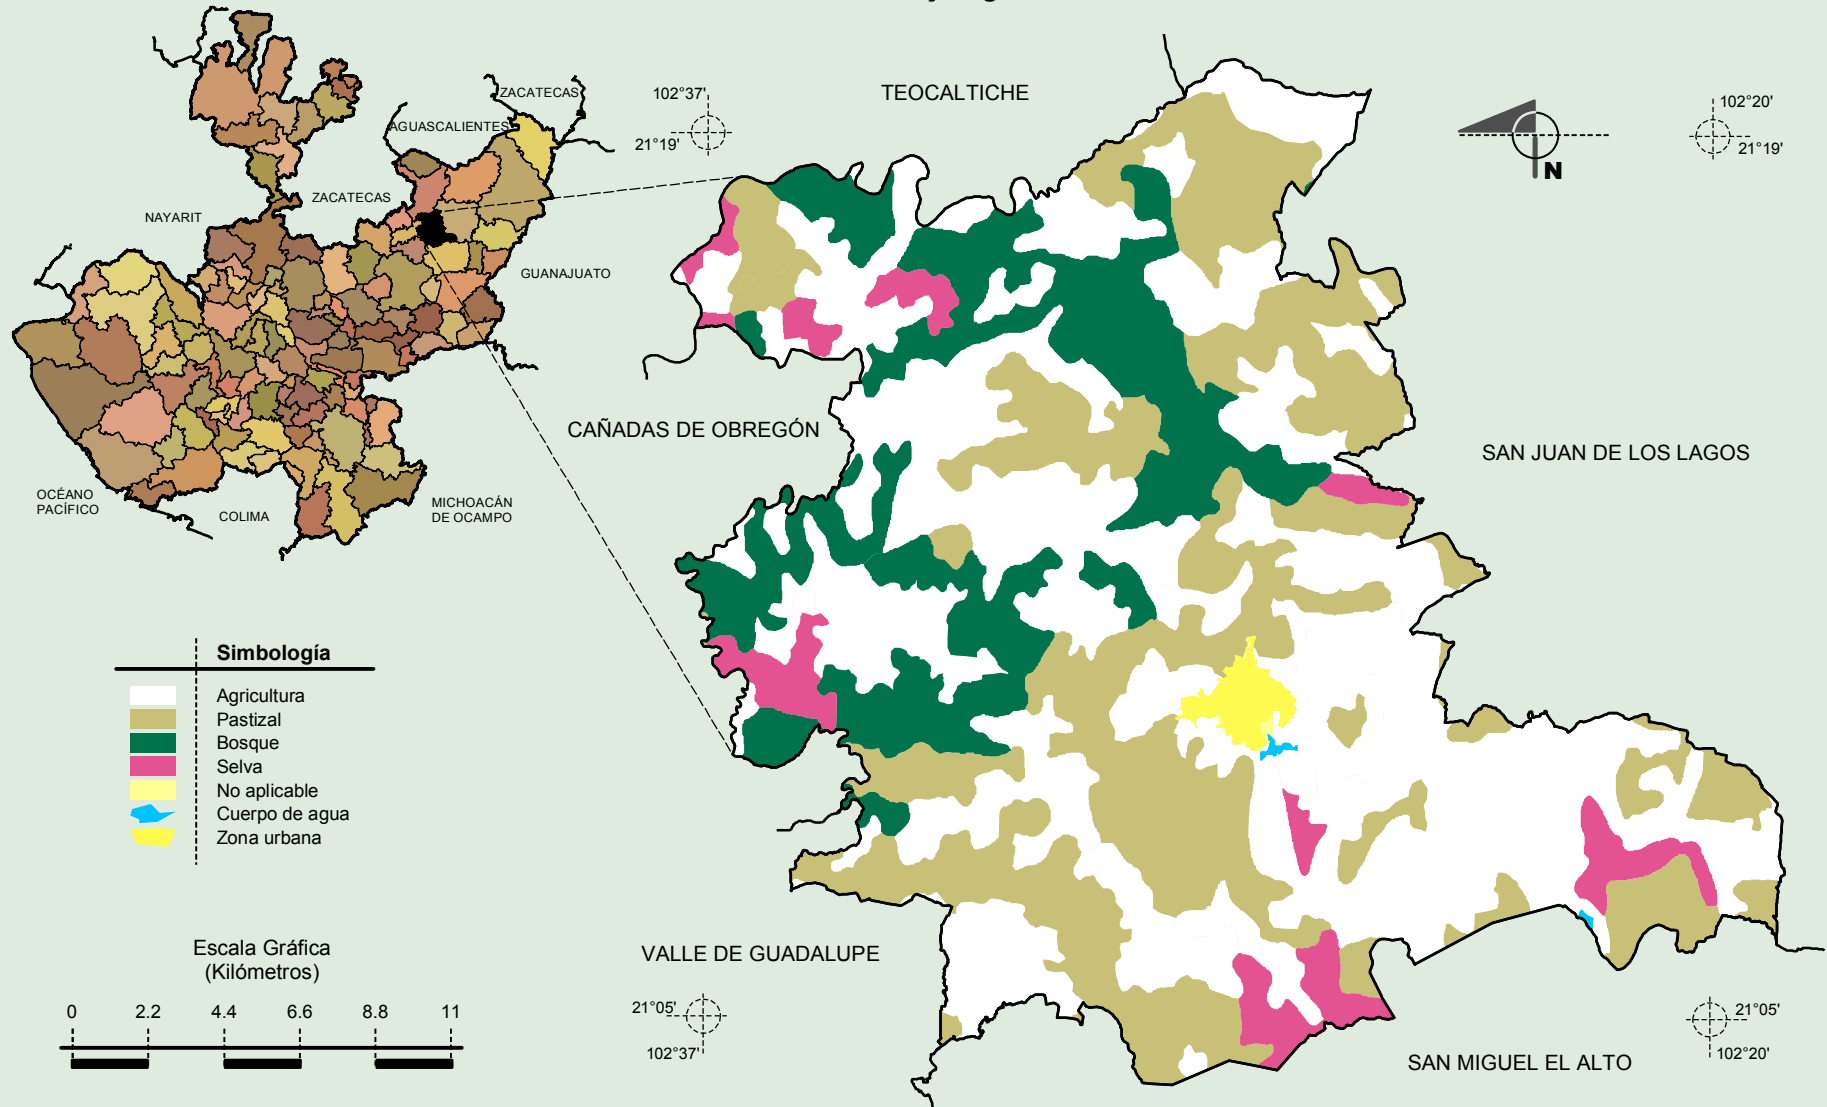 TEOCALTICHE
102°37'
21°19'
102°20'
21°19'
N
ZACATECAS
AGUASCALIENTES
ZACATECAS
NAYARIT
GUANAJUATO
OCÉANO
PACÍFICO
COLIMA
MICHOACÁN
DE OCAMPO
CAÑADAS DE OBREGÓN
SAN JUAN DE LOS LAGOS
Simbología
Agricultura
Pastizal
Bosque
Selva
No aplicable
Cuerpo de agua
Zona urbana
Escala Gráfica
(Kilómetros)
0 2.2 4.4 6.6 8.8 11
VALLE DE GUADALUPE
21°05'
102°37'
21°05'
102°20'
SAN MIGUEL EL ALTO